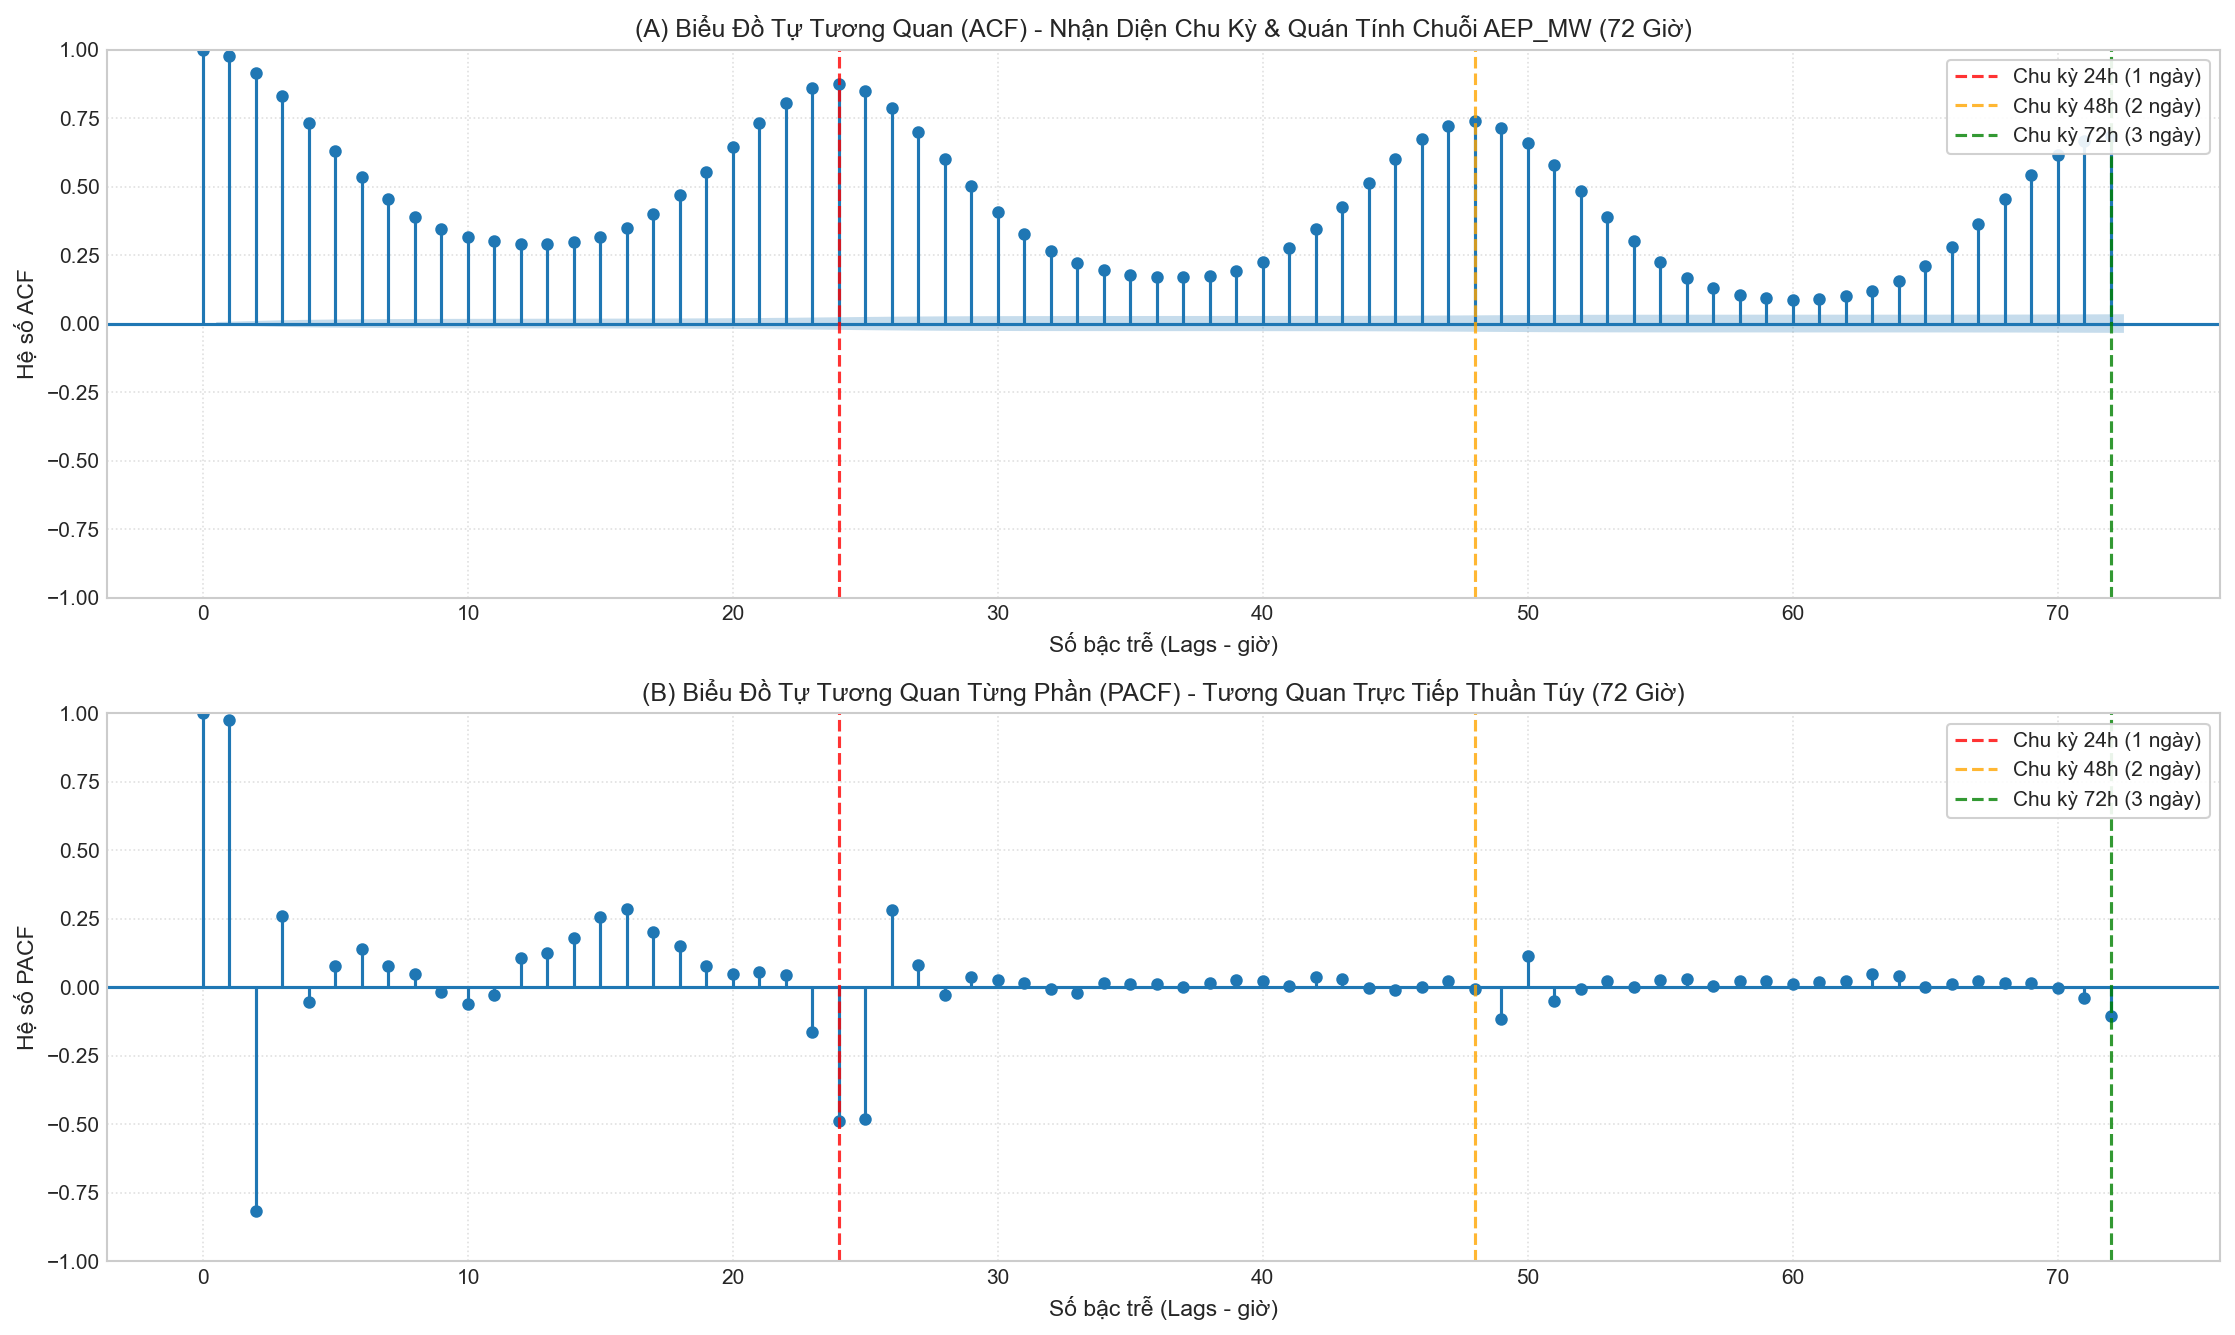 (A) Biểu Đồ Tự Tương Quan (ACF) - Nhận Diện Chu Kỳ & Quán Tính Chuỗi AEP_MW (72 Giờ)
1.00
0.75
0.50
0.25
0.00
−0.25
−0.50
−0.75
−1.00
Hệ số ACF
Chu kỳ 24h (1 ngày)
Chu kỳ 48h (2 ngày)
Chu kỳ 72h (3 ngày)
0 10 20 30 40 50 60 70
Số bậc trễ (Lags - giờ)
(B) Biểu Đồ Tự Tương Quan Từng Phần (PACF) - Tương Quan Trực Tiếp Thuần Túy (72 Giờ)
1.00
0.75
0.50
0.25
0.00
−0.25
−0.50
−0.75
−1.00
Hệ số PACF
Chu kỳ 24h (1 ngày)
Chu kỳ 48h (2 ngày)
Chu kỳ 72h (3 ngày)
0 10 20 30 40 50 60 70
Số bậc trễ (Lags - giờ)